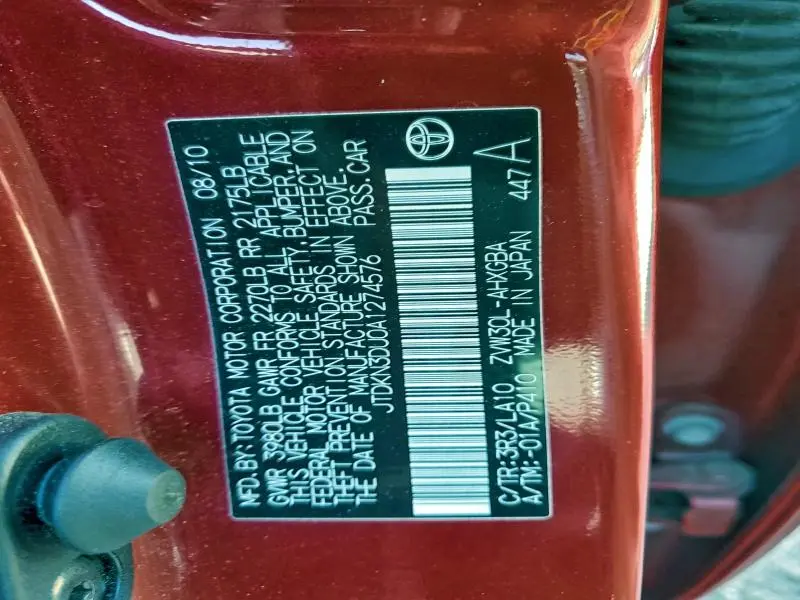 MFD. BY: TOYOTA MOTOR CORPORATION 08/10
GVWR 3980LB GAWR FR 2270LB RR 2175LB
THIS VEHICLE CONFORMS TO ALL APPLICABLE
FEDERAL MOTOR VEHICLE SAFETY, BUMPER, AND
THEFT PREVENTION STANDARDS IN EFFECT ON
THE DATE OF MANUFACTURE SHOWN ABOVE.
JTDKN3DU0A1274576 PASS. CAR
C/TR:3R3/LA10 ZVW30L-AHXGBA
A/TM:-01A/P410 MADE IN JAPAN 447 A